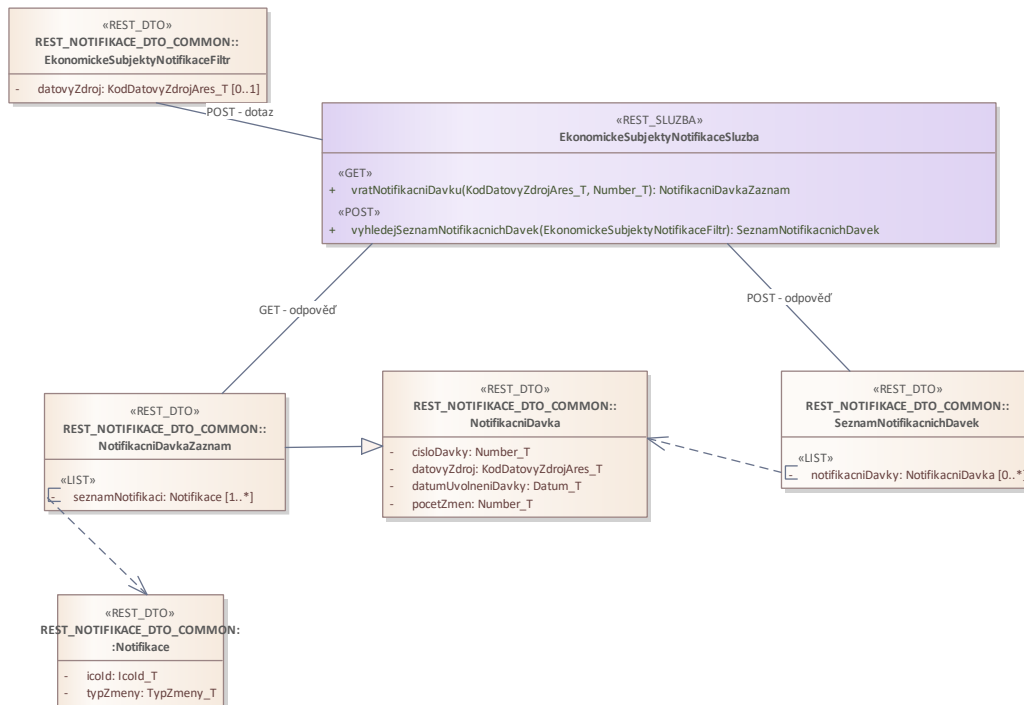 «REST_DTO»
REST_NOTIFIKACE_DTO_COMMON::
EkonomickeSubjektyNotifikaceFiltr
- datovyZdroj: KodDatovyZdrojAres_T [0..1]
POST - dotaz
«REST_SLUZBA»
EkonomickeSubjektyNotifikaceSluzba
«GET»
+ vratNotifikacniDavku(KodDatovyZdrojAres_T, Number_T): NotifikacniDavkaZaznam
«POST»
+ vyhledejSeznamNotifikacnichDavek(EkonomickeSubjektyNotifikaceFiltr): SeznamNotifikacnichDavek
GET - odpověď
POST - odpověď
«REST_DTO»
REST_NOTIFIKACE_DTO_COMMON::
NotifikacniDavkaZaznam
«LIST»
- seznamNotifikaci: Notifikace [1..*]
«REST_DTO»
REST_NOTIFIKACE_DTO_COMMON::
NotifikacniDavka
- cisloDavky: Number_T
- datovyZdroj: KodDatovyZdrojAres_T
- datumUvolneniDavky: Datum_T
- pocetZmen: Number_T
«REST_DTO»
REST_NOTIFIKACE_DTO_COMMON::
SeznamNotifikacnichDavek
«LIST»
- notifikacniDavky: NotifikacniDavka [0..*]
«REST_DTO»
REST_NOTIFIKACE_DTO_COMMON:
:Notifikace
- icoId: IcoId_T
- typZmeny: TypZmeny_T